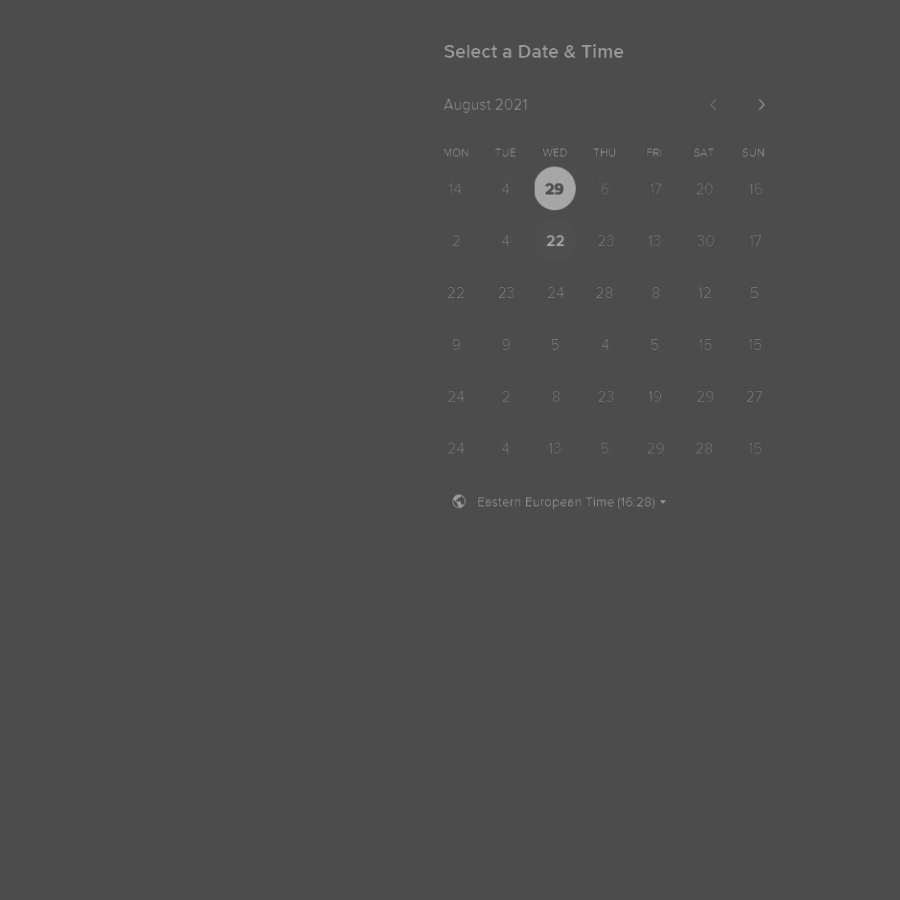 Select a Date & Time
August 2021
MON TUE WED THU FRI SAT SUN
14 4 29 6 17 20 16
2 4 22 23 13 30 17
22 23 24 28 8 12 5
9 9 5 4 5 15 15
24 2 8 23 19 29 27
24 4 13 5 29 28 15
Eastern European Time (16:28)